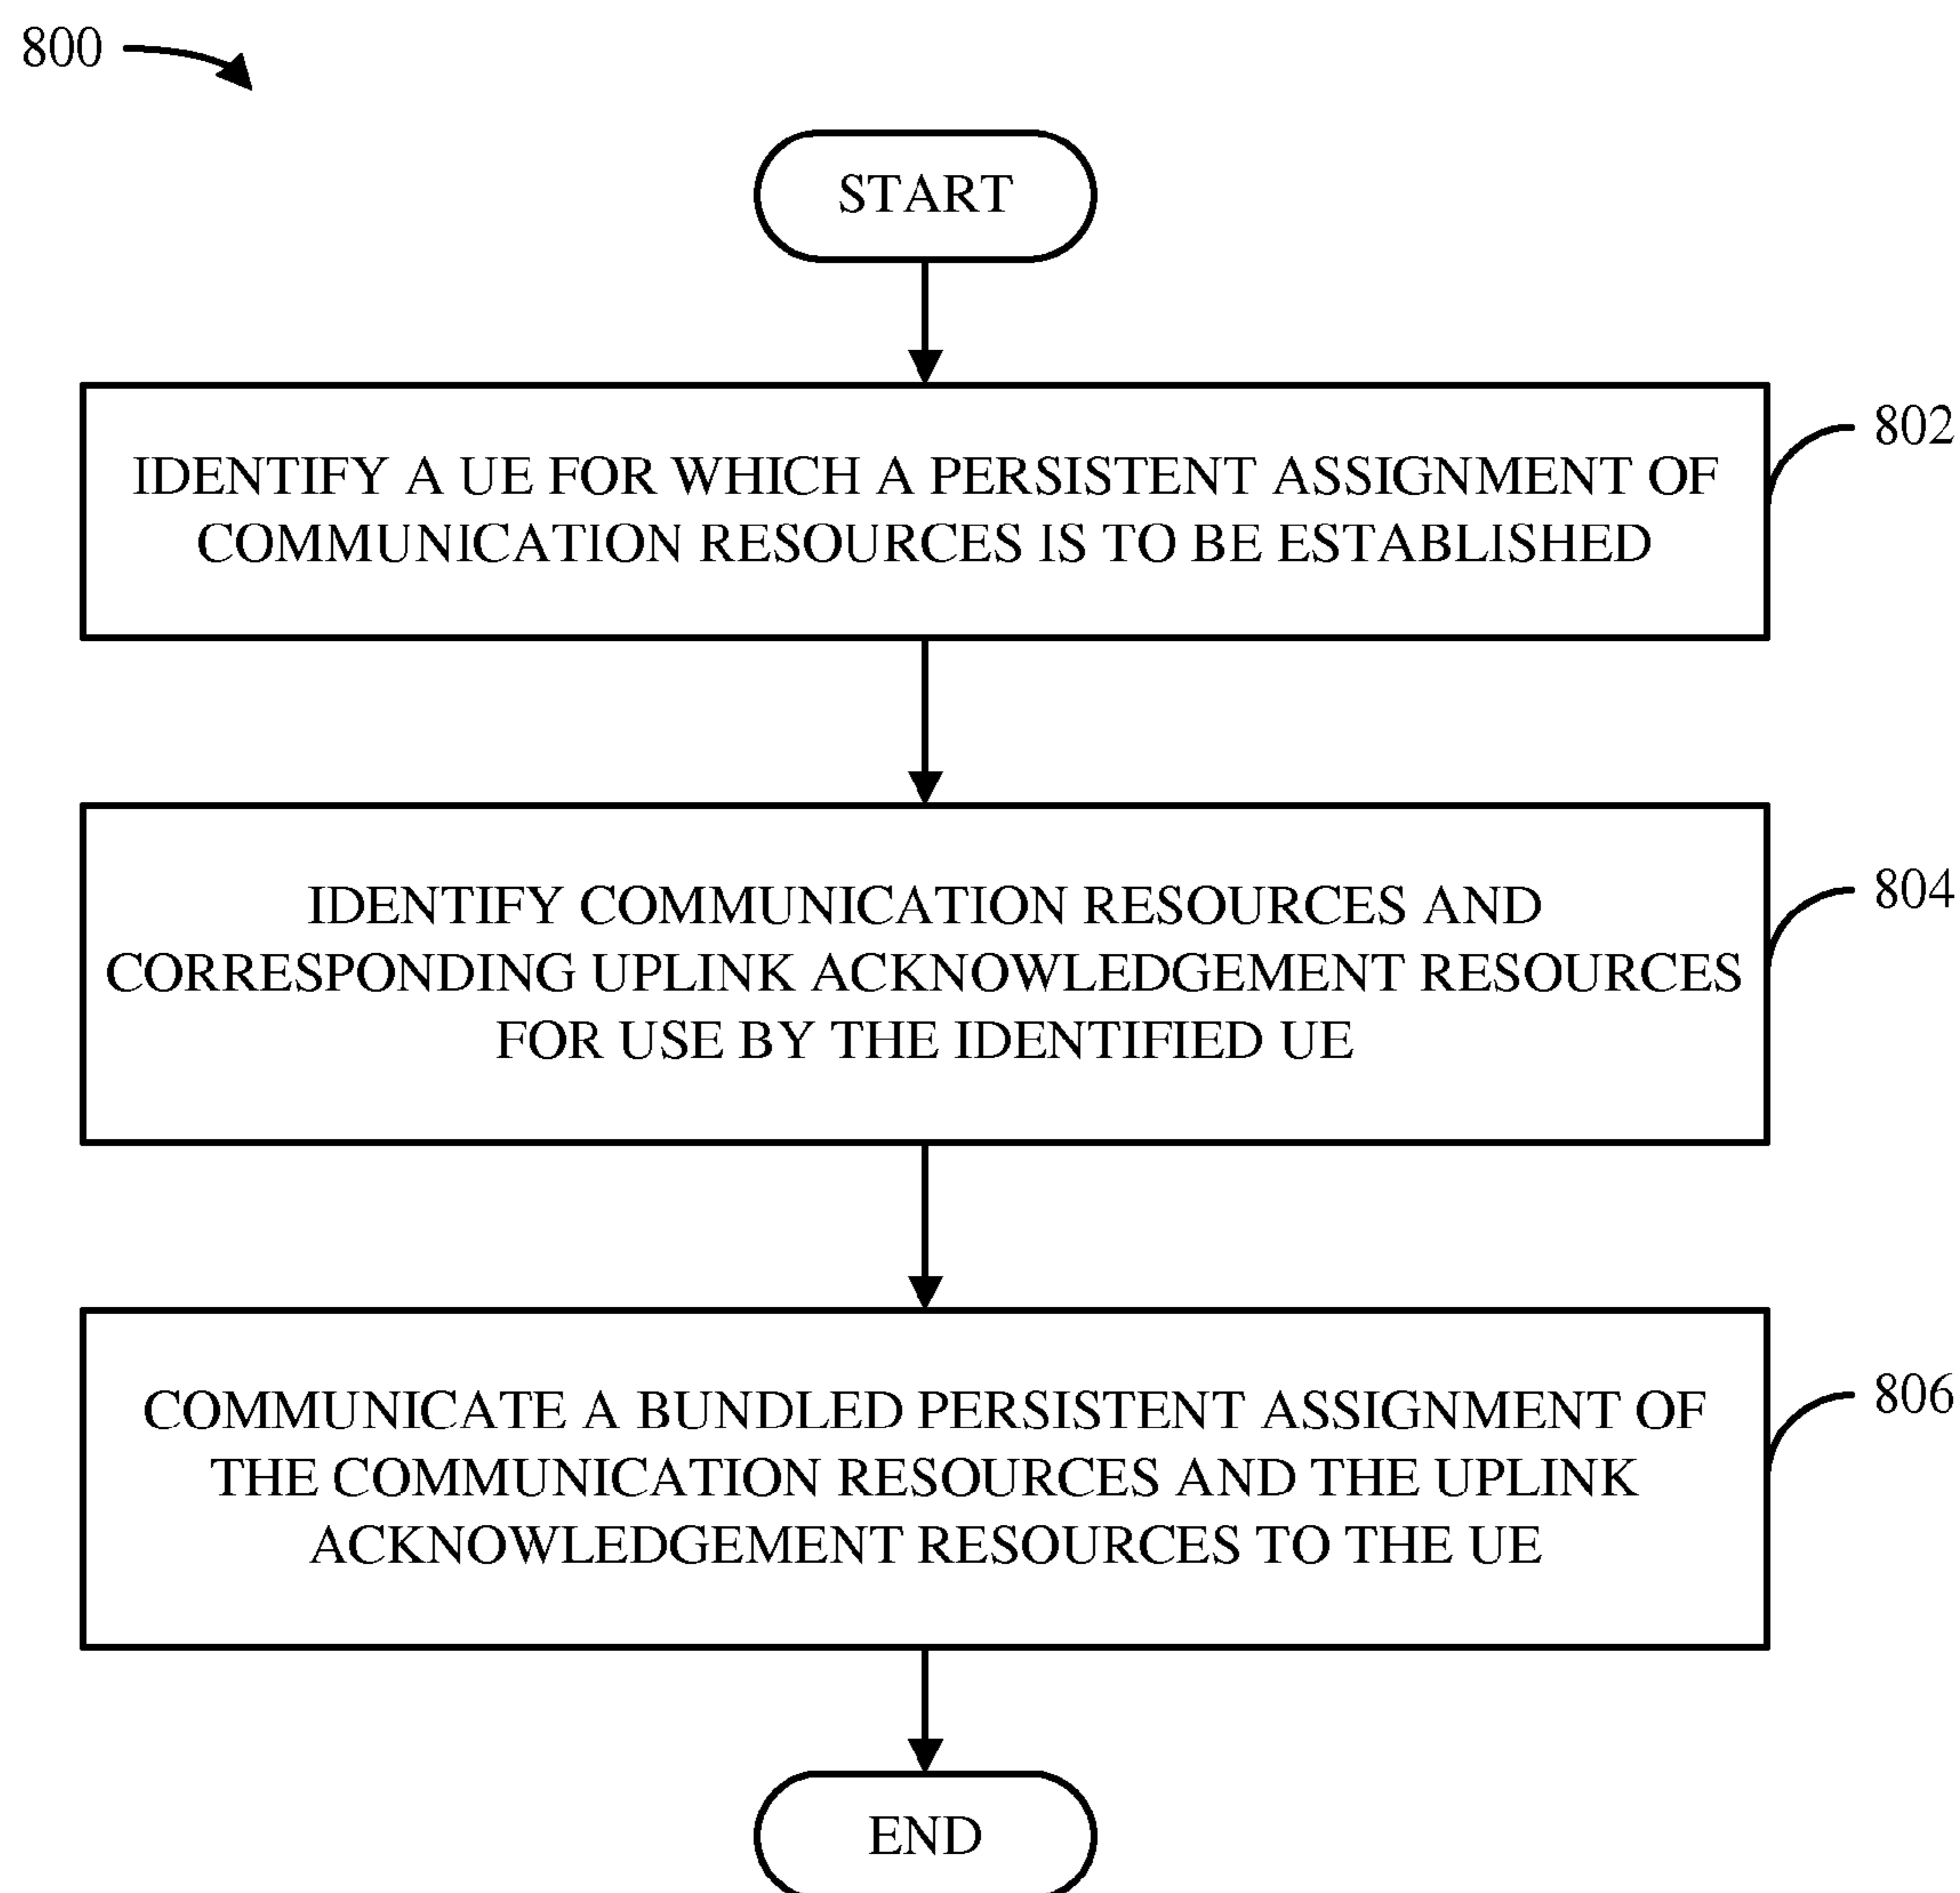 800
START
802
IDENTIFY A UE FOR WHICH A PERSISTENT ASSIGNMENT OF
COMMUNICATION RESOURCES IS TO BE ESTABLISHED
804
IDENTIFY COMMUNICATION RESOURCES AND
CORRESPONDING UPLINK ACKNOWLEDGEMENT RESOURCES
FOR USE BY THE IDENTIFIED UE
806
COMMUNICATE A BUNDLED PERSISTENT ASSIGNMENT OF
THE COMMUNICATION RESOURCES AND THE UPLINK
ACKNOWLEDGEMENT RESOURCES TO THE UE
END